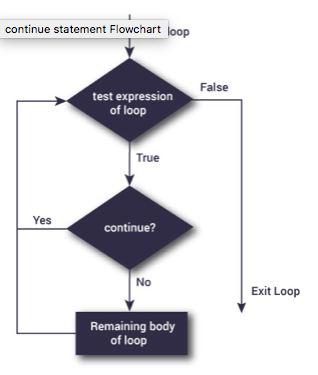 continue statement Flowchart
loop
test expression
of loop
False
True
Yes
continue?
No
Exit Loop
Remaining body
of loop